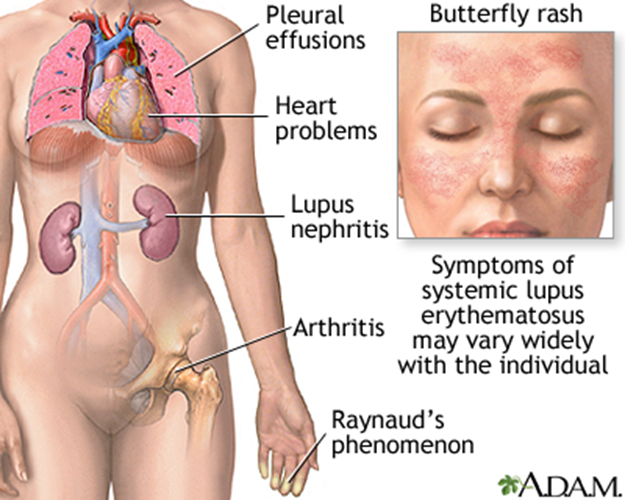 Pleural
effusions
Butterfly rash
Heart
problems
Lupus
nephritis
Symptoms of
systemic lupus
erythematosus
may vary widely
with the individual
Arthritis
Raynaud's
phenomenon
A.D.A.M.